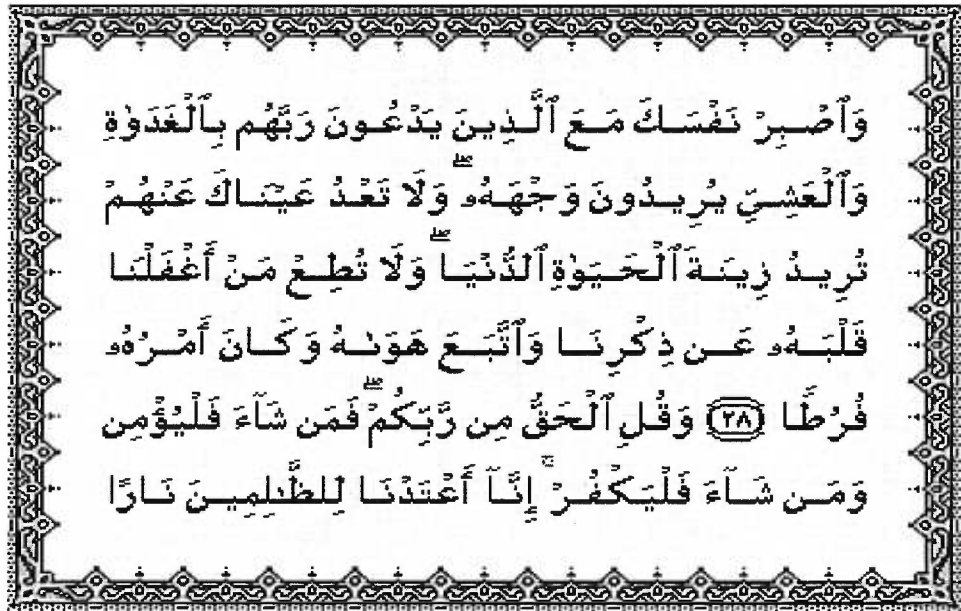 وَٱصْبِرْ نَفْسَكَ مَعَ ٱلَّذِينَ يَدْعُونَ رَبَّهُم بِٱلْغَدَوٰةِ
وَٱلْعَشِىِّ يُرِيدُونَ وَجْهَهُۥ ۖ وَلَا تَعْدُ عَيْنَاكَ عَنْهُمْ
تُرِيدُ زِينَةَ ٱلْحَيَوٰةِ ٱلدُّنْيَا ۖ وَلَا تُطِعْ مَنْ أَغْفَلْنَا
قَلْبَهُۥ عَن ذِكْرِنَا وَٱتَّبَعَ هَوَىٰهُ وَكَانَ أَمْرُهُۥ
فُرُطًا ٢٨ وَقُلِ ٱلْحَقُّ مِن رَّبِّكُمْ ۖ فَمَن شَآءَ فَلْيُؤْمِن
وَمَن شَآءَ فَلْيَكْفُرْ ۚ إِنَّآ أَعْتَدْنَا لِلظَّـٰلِمِينَ نَارًا